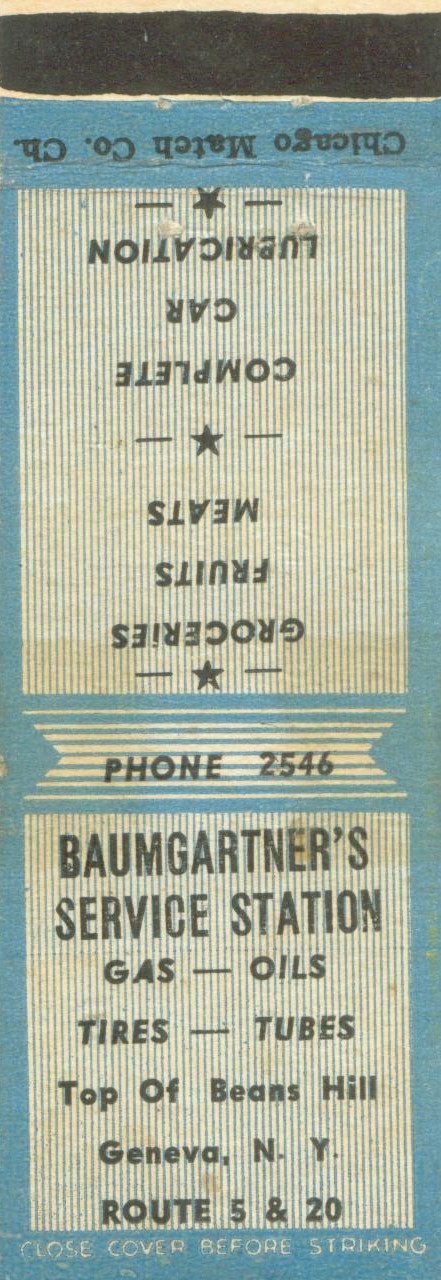 BAUMGARTNER'S
SERVICE STATION
GAS — OILS
TIRES — TUBES
Top Of Beans Hill
Geneva, N. Y.
ROUTE 5 & 20
CLOSE COVER BEFORE STRIKING
PHONE 2546
GROCERIES
FRUITS
MEATS
COMPLETE
CAR
LUBRICATION
Chicago Match Co. Ch.